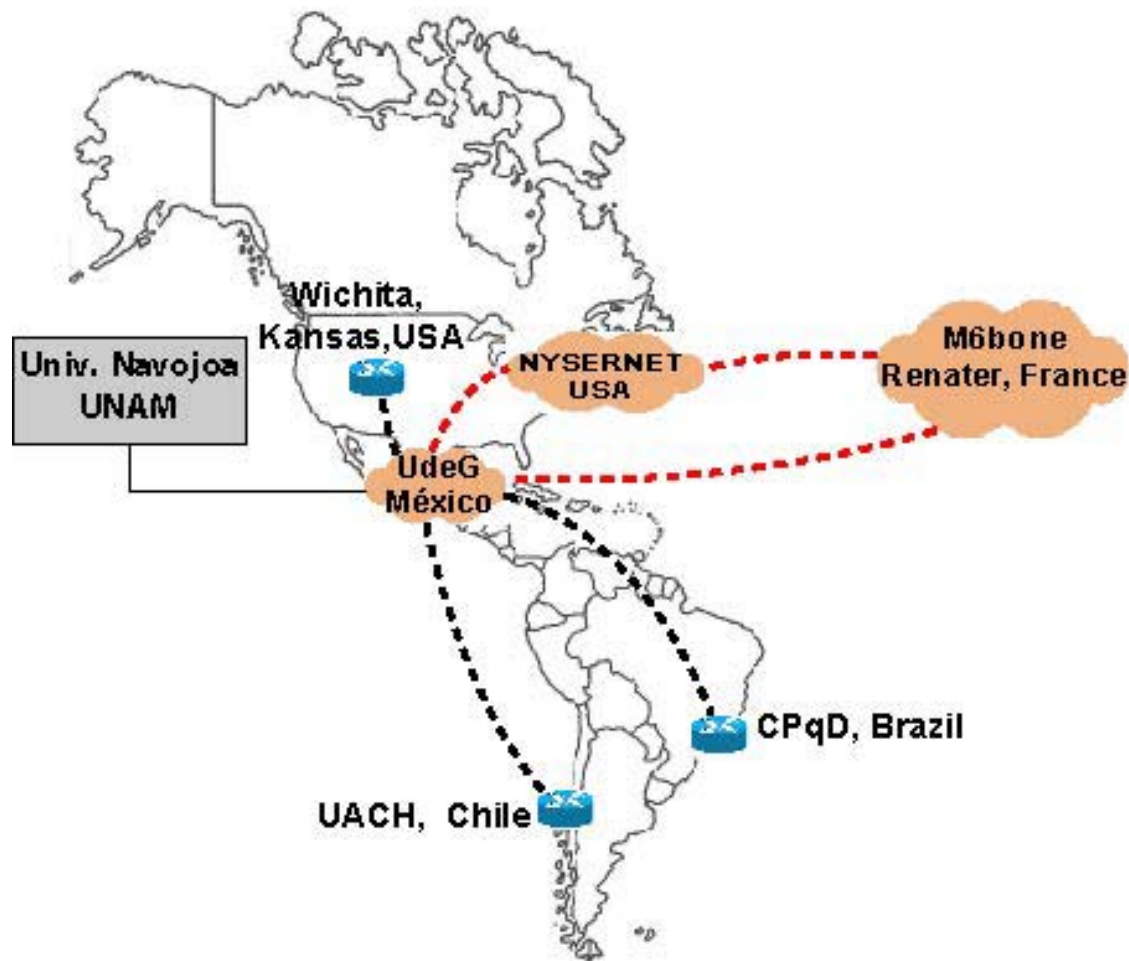 Wichita,
Kansas,USA
Univ. Navojoa
UNAM
NYSERNET
USA
M6bone
Renater, France
UdeG
México
CPqD, Brazil
UACH, Chile